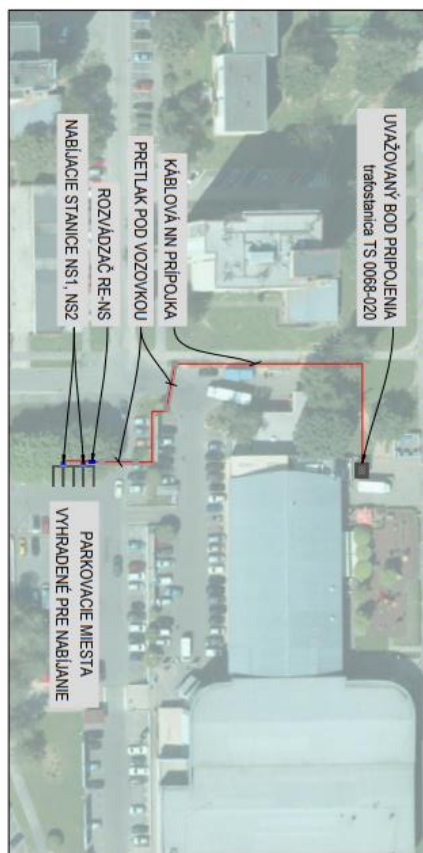 UVAŽOVANÝ BOD PRIPOJENIA
trafostanica TS 0068-020
KÁBLOVÁ NN PRÍPOJKA
PRETLAK POD VOZOVKOU
ROZVÁDZAČ RE-NS
NABÍJACIE STANICE NS1, NS2
PARKOVACIE MIESTA
VYHRADENÉ PRE NABÍJANIE